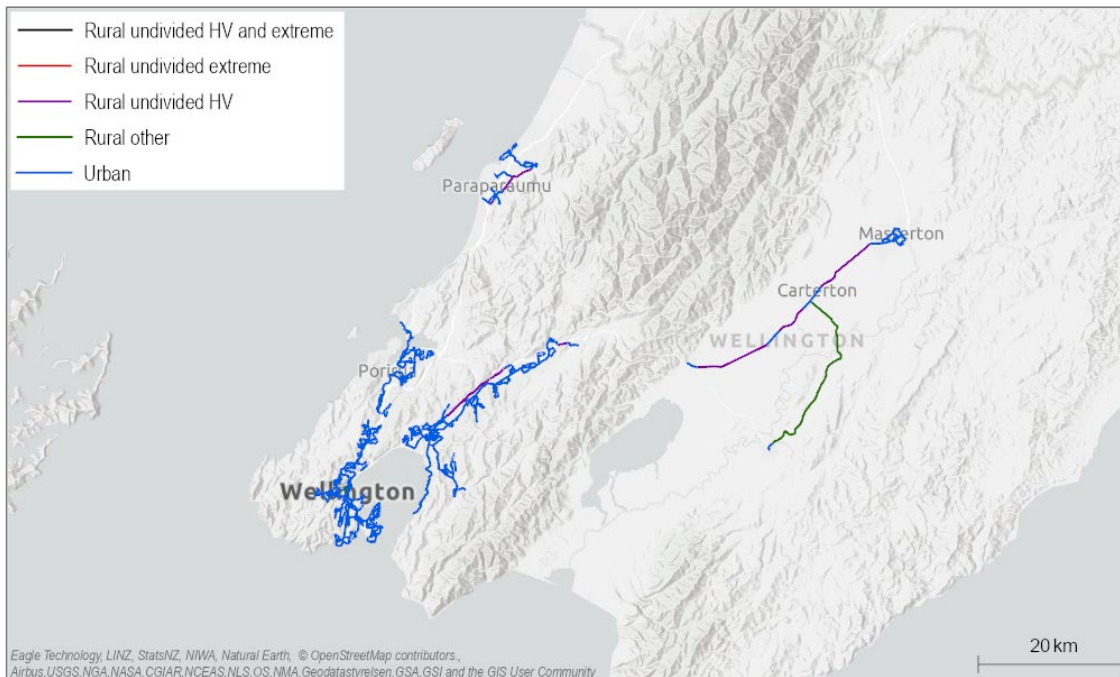 Rural undivided HV and extreme
Rural undivided extreme
Rural undivided HV
Rural other
Urban
Paraparaumu
Masterton
Carterton
WELLINGTON
Porirua
Wellington
20 km
Eagle Technology, LINZ, StatsNZ, NIWA, Natural Earth, © OpenStreetMap contributors.,
Airbus,USGS,NGA,NASA,CGIAR,NCEAS,NLS,OS,NMA,Geodatastyrelsen,GSA,GSI and the GIS User Community